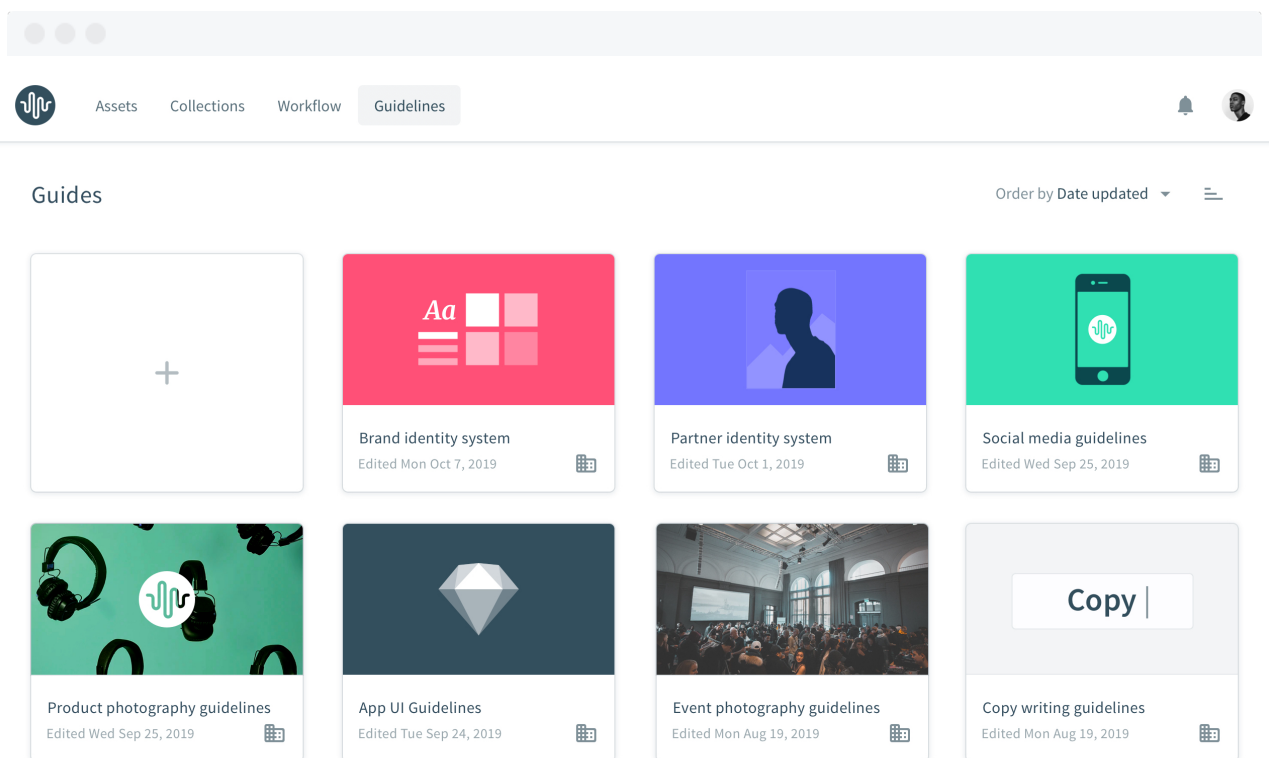 Assets
Collections
Workflow
Guidelines
Guides
Order by Date updated
Aa
Brand identity system
Edited Mon Oct 7, 2019
Partner identity system
Edited Tue Oct 1, 2019
Social media guidelines
Edited Wed Sep 25, 2019
Product photography guidelines
Edited Wed Sep 25, 2019
App UI Guidelines
Edited Tue Sep 24, 2019
Event photography guidelines
Edited Mon Aug 19, 2019
Copy
Copy writing guidelines
Edited Mon Aug 19, 2019